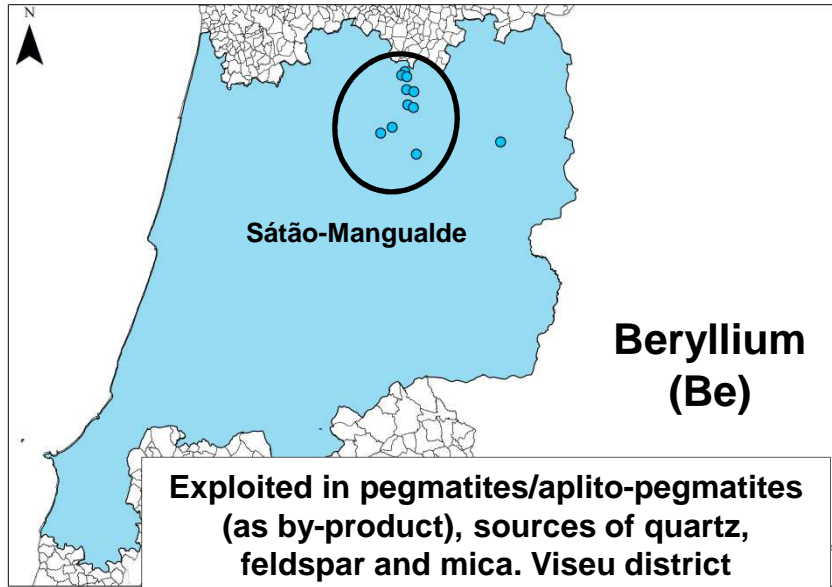 N
Sátão-Mangualde
Beryllium
(Be)
Exploited in pegmatites/aplito-pegmatites
(as by-product), sources of quartz,
feldspar and mica. Viseu district